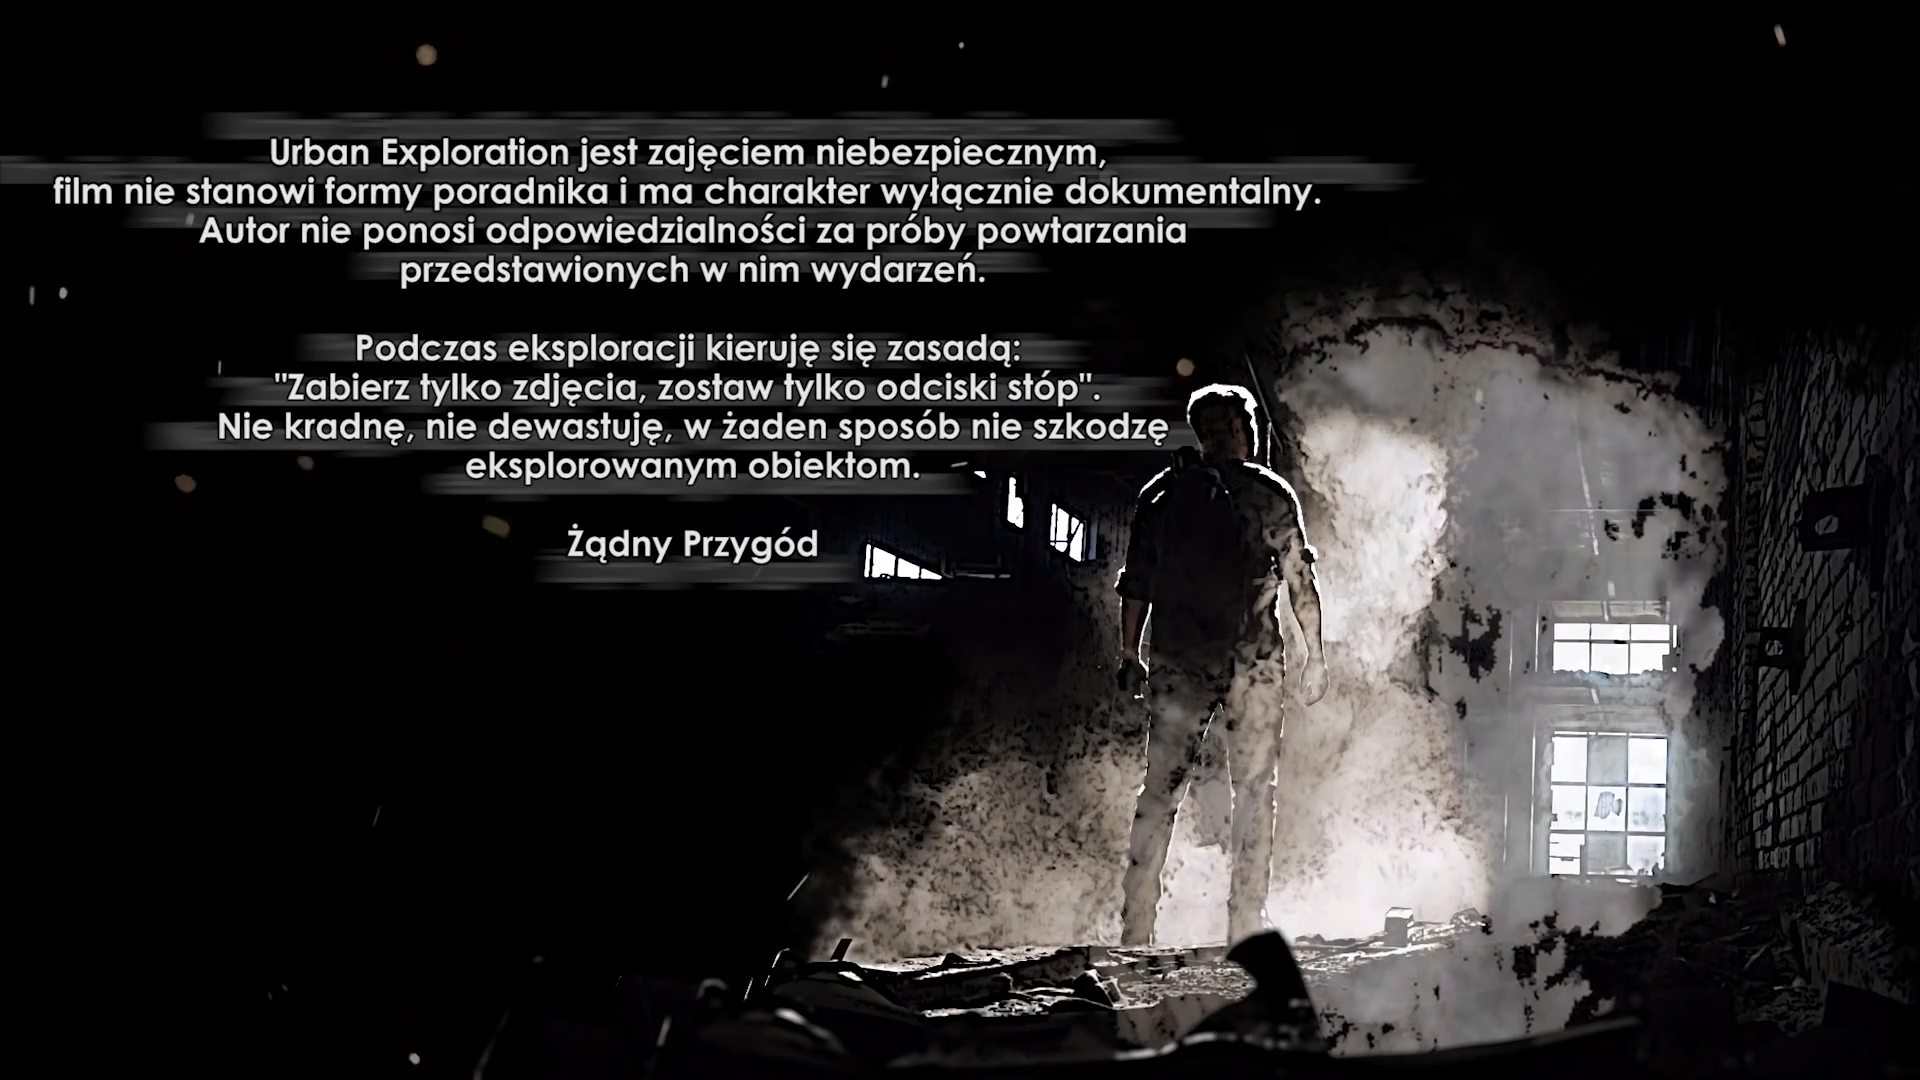 Urban Exploration jest zajęciem niebezpiecznym,
film nie stanowi formy poradnika i ma charakter wyłącznie dokumentalny.
Autor nie ponosi odpowiedzialności za próby powtarzania
przedstawionych w nim wydarzeń.
Podczas eksploracji kieruję się zasadą:
"Zabierz tylko zdjęcia, zostaw tylko odciski stóp".
Nie kradnę, nie dewastuję, w żaden sposób nie szkodzę
eksplorowanym obiektom.
Żądny Przygód